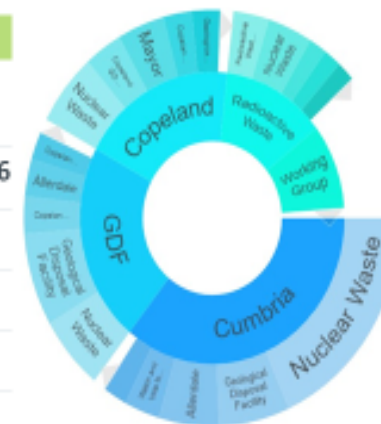 6
Copeland
Mayor
Nuclear
Waste
Radioactive
Waste
Nuclear
Waste
Working
Group
GDF
Allerdale
Geological
Disposal
Facility
Nuclear
Waste
Cumbria
Nuclear Waste
Geological
Disposal
Facility
Allerdale